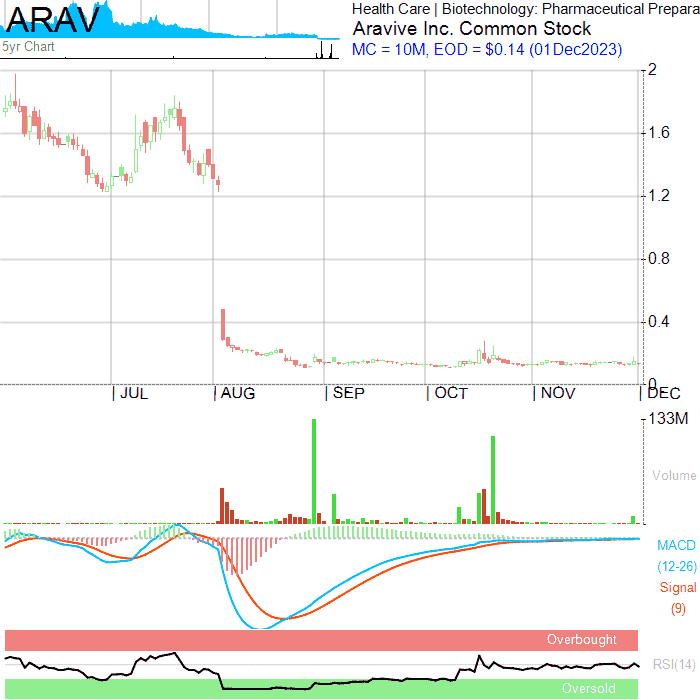 ARAV
5yr Chart
Health Care | Biotechnology: Pharmaceutical Prepara
Aravive Inc. Common Stock
MC = 10M, EOD = $0.14 (01Dec2023)
2
1.6
1.2
0.8
0.4
0
| JUL | AUG | SEP | OCT | NOV | DEC
133M
Volume
MACD
(12-26)
Signal
(9)
Overbought
RSI(14)
Oversold